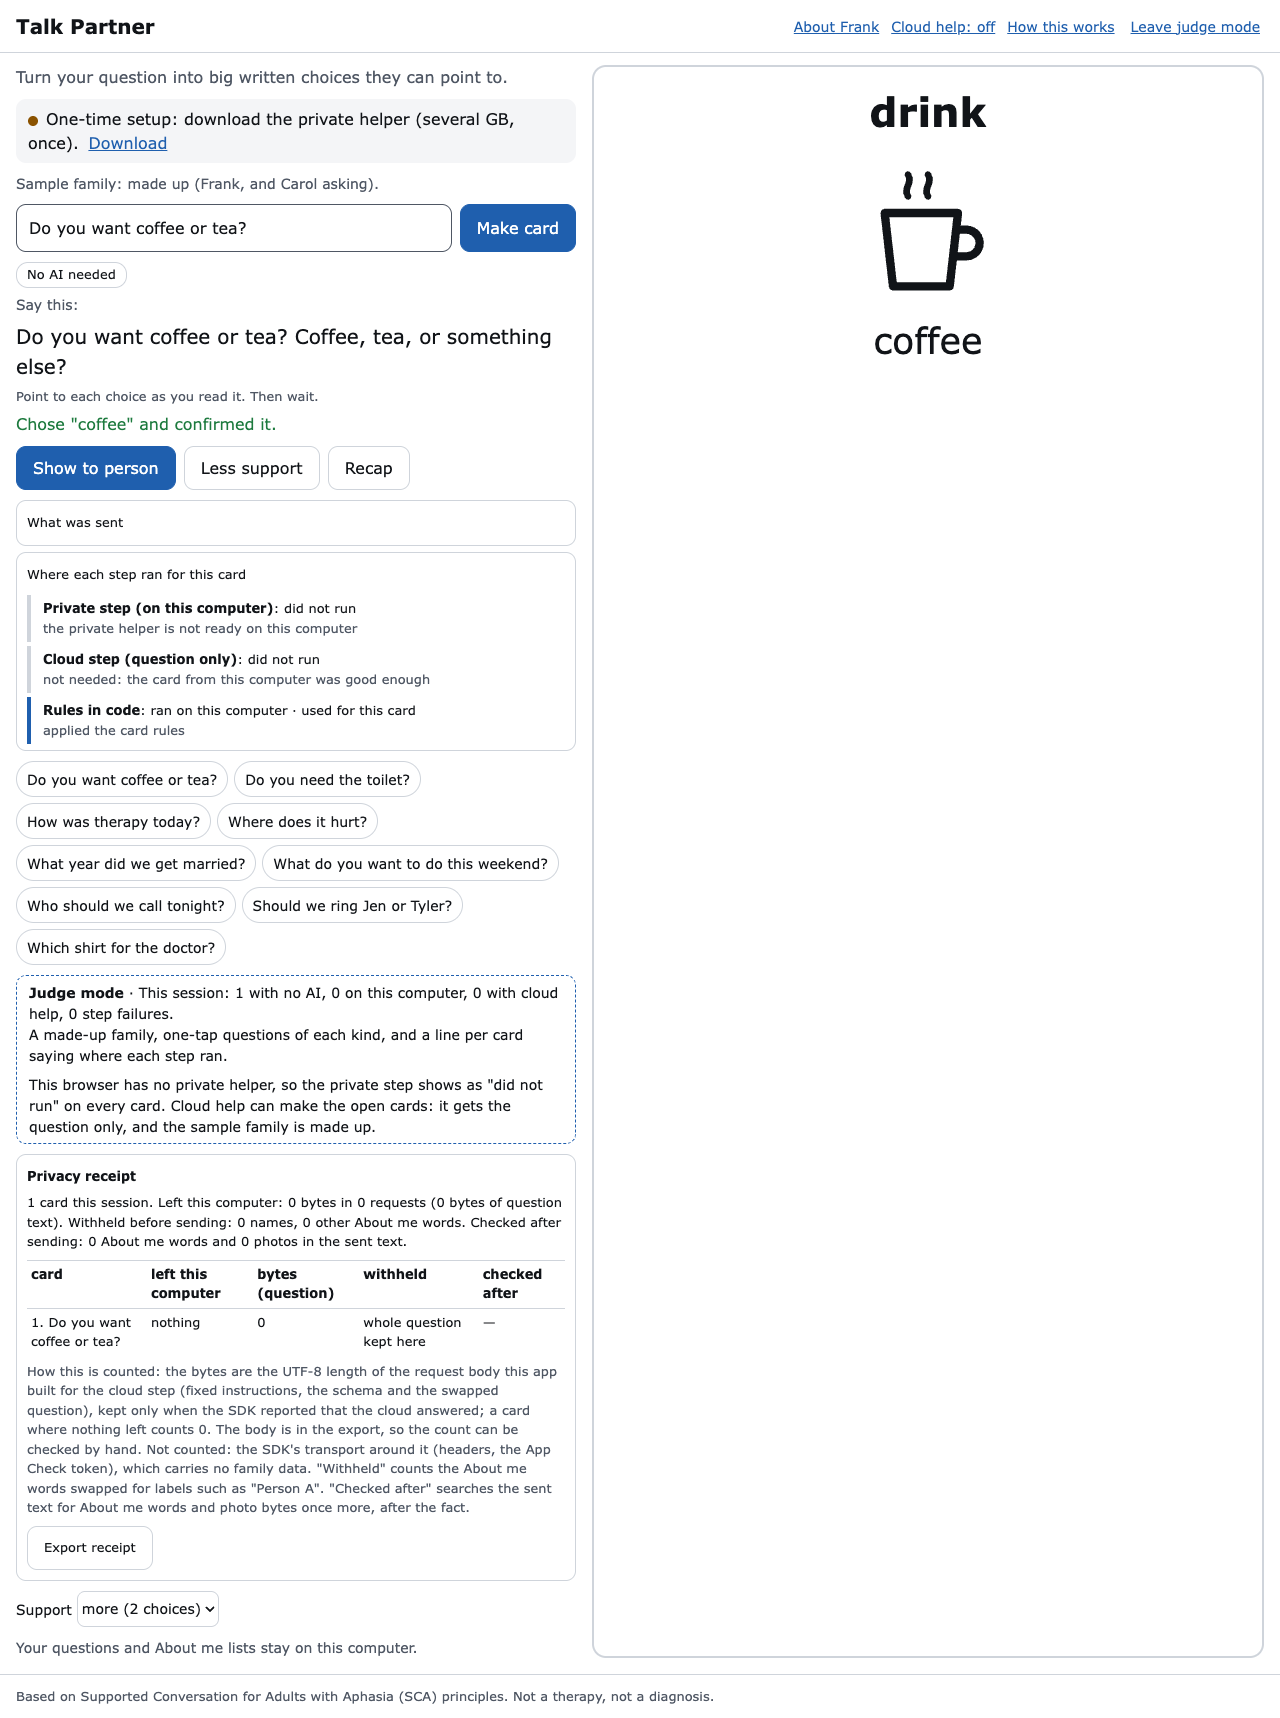 Talk Partner
About Frank Cloud help: off How this works Leave judge mode
Turn your question into big written choices they can point to.
One-time setup: download the private helper (several GB,
once). Download
Sample family: made up (Frank, and Carol asking).
Do you want coffee or tea? Make card
No AI needed
Say this:
Do you want coffee or tea? Coffee, tea, or something
else?
Point to each choice as you read it. Then wait.
Chose "coffee" and confirmed it.
Show to person Less support Recap
What was sent
Where each step ran for this card
Private step (on this computer): did not run
the private helper is not ready on this computer
Cloud step (question only): did not run
not needed: the card from this computer was good enough
Rules in code: ran on this computer · used for this card
applied the card rules
Do you want coffee or tea? Do you need the toilet?
How was therapy today? Where does it hurt?
What year did we get married? What do you want to do this weekend?
Who should we call tonight? Should we ring Jen or Tyler?
Which shirt for the doctor?
Judge mode · This session: 1 with no AI, 0 on this computer, 0 with cloud
help, 0 step failures.
A made-up family, one-tap questions of each kind, and a line per card
saying where each step ran.
This browser has no private helper, so the private step shows as "did not
run" on every card. Cloud help can make the open cards: it gets the
question only, and the sample family is made up.
Privacy receipt
1 card this session. Left this computer: 0 bytes in 0 requests (0 bytes of question
text). Withheld before sending: 0 names, 0 other About me words. Checked after
sending: 0 About me words and 0 photos in the sent text.
card left this computer bytes (question) withheld checked after
1. Do you want coffee or tea? nothing 0 whole question kept here —
How this is counted: the bytes are the UTF-8 length of the request body this app
built for the cloud step (fixed instructions, the schema and the swapped
question), kept only when the SDK reported that the cloud answered; a card
where nothing left counts 0. The body is in the export, so the count can be
checked by hand. Not counted: the SDK's transport around it (headers, the App
Check token), which carries no family data. "Withheld" counts the About me
words swapped for labels such as "Person A". "Checked after" searches the sent
text for About me words and photo bytes once more, after the fact.
Export receipt
Support more (2 choices)
Your questions and About me lists stay on this computer.
drink
coffee
Based on Supported Conversation for Adults with Aphasia (SCA) principles. Not a therapy, not a diagnosis.